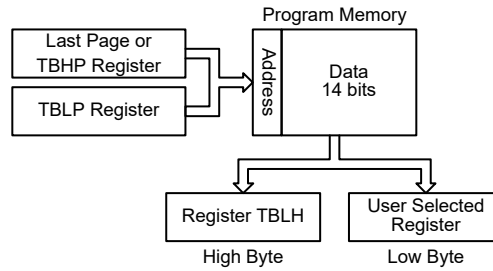 Program Memory
Last Page or
TBHP Register
TBLP Register
Address
Data
14 bits
Register TBLH
User Selected
Register
High Byte
Low Byte